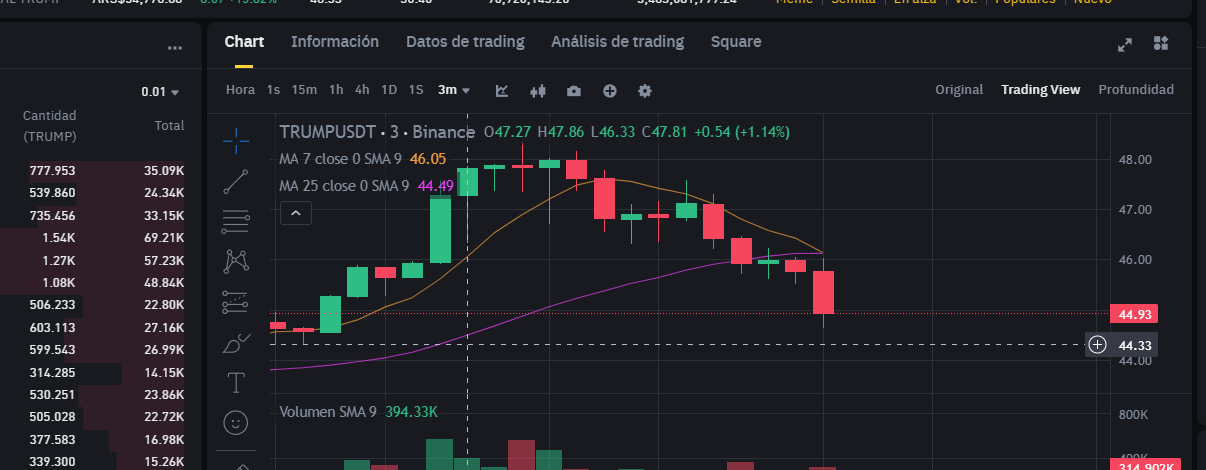 Chart Información Datos de trading Análisis de trading Square
0.01
Cantidad
(TRUMP) Total
Hora 1s 15m 1h 4h 1D 1S 3m Original Trading View Profundidad
TRUMPUSDT · 3 · Binance O47.27 H47.86 L46.33 C47.81 +0.54 (+1.14%)
MA 7 close 0 SMA 9 46.05
MA 25 close 0 SMA 9 44.49
48.00
47.00
46.00
44.93
44.33
44.00
777.953 35.09K
539.860 24.34K
735.456 33.15K
1.54K 69.21K
1.27K 57.23K
1.08K 48.84K
506.233 22.80K
603.113 27.16K
599.543 26.99K
314.285 14.15K
530.251 23.86K
505.028 22.72K
377.583 16.98K
339.300 15.26K
T
Volumen SMA 9 394.33K
800K
400K
314.902K